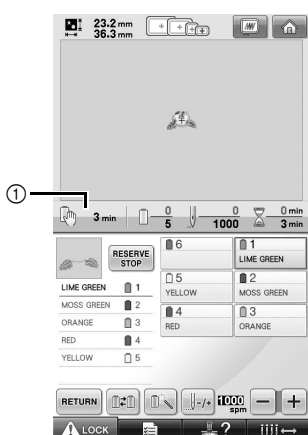 23.2 mm
36.3 mm
①
3 min
0
5
0
1000
0 min
3 min
RESERVE
STOP
LIME GREEN 1
MOSS GREEN 2
ORANGE 3
RED 4
YELLOW 5
6
1
LIME GREEN
5
YELLOW
2
MOSS GREEN
4
RED
3
ORANGE
RETURN
-/+
1000
spm
−
+
LOCK
?